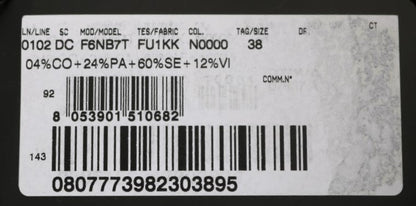 LN/LINE SC MOD/MODEL TES/FABRIC COL. TAG/SIZE DR. CT
0102 DC F6NB7T FU1KK N0000 38
04%CO+24%PA+60%SE+12%VI
COMM.N°
92
8 053901 510682
143
0807773982303895